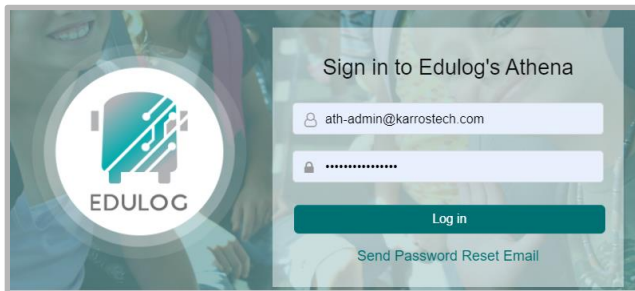 Sign in to Edulog's Athena
ath-admin@karrostech.com
••••••••••••••••
EDULOG
Log in
Send Password Reset Email